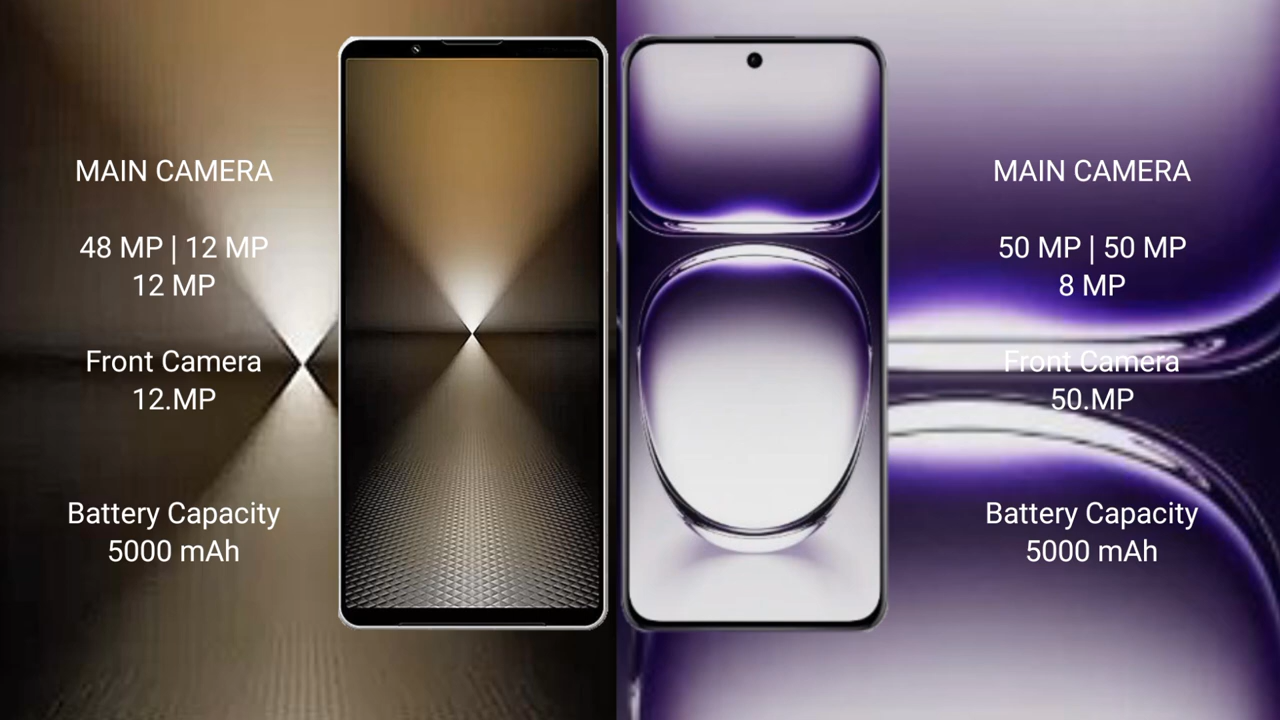 MAIN CAMERA
48 MP | 12 MP
12 MP
Front Camera
12.MP
Battery Capacity
5000 mAh
MAIN CAMERA
50 MP | 50 MP
8 MP
Front Camera
50.MP
Battery Capacity
5000 mAh